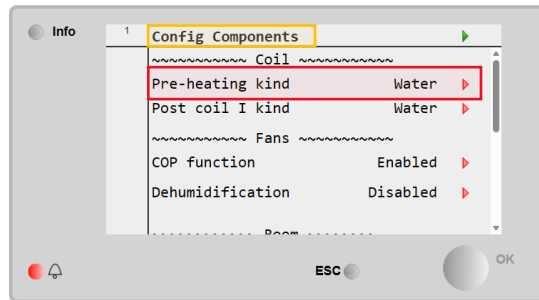 Info
1
Config Components
~~~~~~~~~~~ Coil ~~~~~~~~~~~
Pre-heating kind Water
Post coil I kind Water
~~~~~~~~~~~ Fans ~~~~~~~~~~~
COP function Enabled
Dehumidification Disabled
Room
ESC
OK